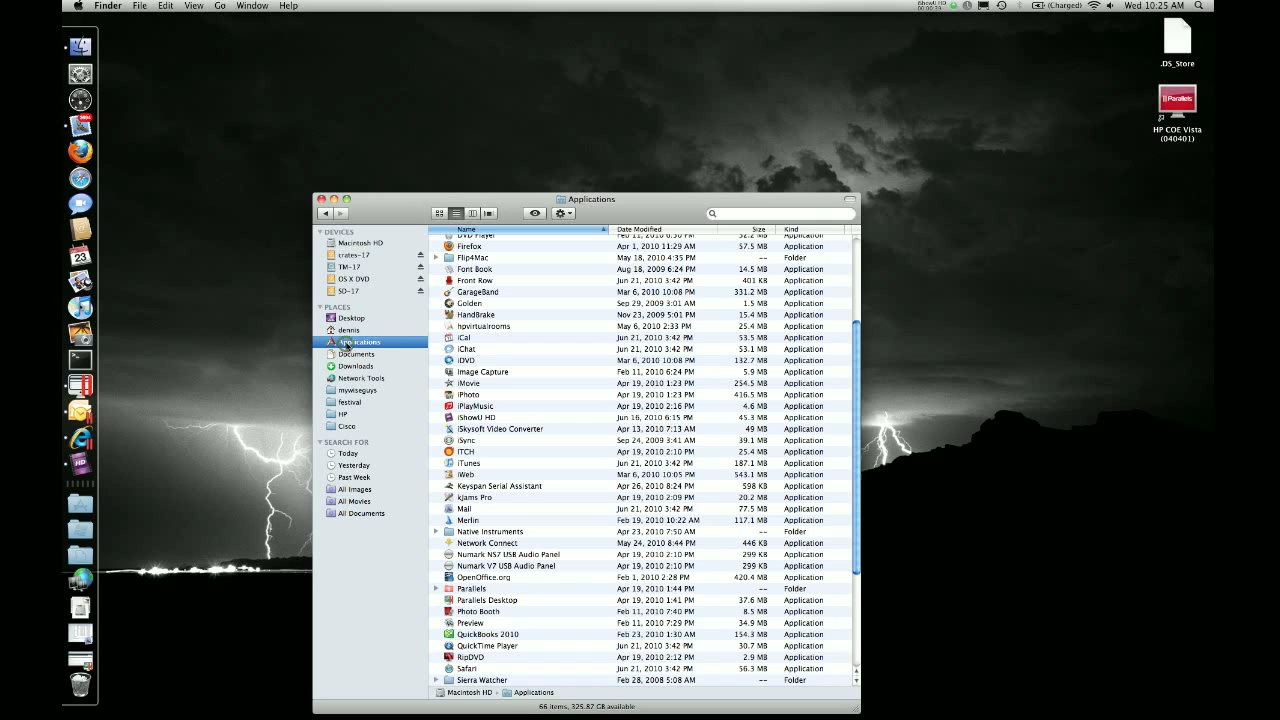 Finder File Edit View Go Window Help iShowU HD (Charged) Wed 10:25 AM
.DS_Store
HP COE Vista
(040401)
Applications
DEVICES
Macintosh HD
crates-17
TM-17
OS X DVD
SD-17
PLACES
Desktop
dennis
Applications
Documents
Downloads
Network Tools
mywiseguys
festival
HP
Cisco
SEARCH FOR
Today
Yesterday
Past Week
All Images
All Movies
All Documents
Name Date Modified Size Kind
DVD Player Feb 11, 2010 6:30 PM 32.2 MB Application
Firefox Apr 1, 2010 11:29 AM 57.5 MB Application
Flip4Mac May 18, 2010 4:35 PM -- Folder
Font Book Aug 18, 2009 6:24 PM 14.5 MB Application
Front Row Jun 21, 2010 3:42 PM 401 KB Application
GarageBand Mar 6, 2010 10:08 PM 331.2 MB Application
Golden Sep 29, 2009 3:01 AM 1.5 MB Application
HandBrake Nov 23, 2009 5:01 PM 15.4 MB Application
hpvirtualrooms May 6, 2010 2:33 PM 25.4 MB Application
iCal Jun 21, 2010 3:42 PM 53.5 MB Application
iChat Jun 21, 2010 3:42 PM 53.1 MB Application
iDVD Mar 6, 2010 10:08 PM 132.7 MB Application
Image Capture Feb 11, 2010 6:24 PM 5.9 MB Application
iMovie Apr 19, 2010 1:23 PM 254.5 MB Application
iPhoto Apr 19, 2010 1:23 PM 416.5 MB Application
iPlayMusic Apr 19, 2010 2:16 PM 4.6 MB Application
iShowU HD Jun 16, 2010 6:15 PM 45.3 MB Application
iSkysoft Video Converter Apr 13, 2010 7:13 AM 49 MB Application
iSync Sep 24, 2009 3:41 AM 39.1 MB Application
ITCH Apr 19, 2010 2:10 PM 25.4 MB Application
iTunes Jun 21, 2010 3:42 PM 187.1 MB Application
iWeb Mar 6, 2010 10:05 PM 543.1 MB Application
Keyspan Serial Assistant Apr 26, 2010 8:24 PM 598 KB Application
kJams Pro Apr 19, 2010 2:09 PM 20.2 MB Application
Mail Jun 21, 2010 3:42 PM 77.5 MB Application
Merlin Feb 19, 2010 10:22 AM 117.1 MB Application
Native Instruments Apr 23, 2010 7:50 AM -- Folder
Network Connect May 24, 2010 8:44 PM 446 KB Application
Numark NS7 USB Audio Panel Apr 19, 2010 2:10 PM 299 KB Application
Numark V7 USB Audio Panel Apr 19, 2010 2:10 PM 299 KB Application
OpenOffice.org Feb 1, 2010 2:28 PM 420.4 MB Application
Parallels Apr 19, 2010 1:44 PM -- Folder
Parallels Desktop Apr 19, 2010 1:41 PM 37.6 MB Application
Photo Booth Feb 11, 2010 7:40 PM 8.5 MB Application
Preview Feb 11, 2010 7:29 PM 34.9 MB Application
QuickBooks 2010 Feb 23, 2010 1:30 AM 154.3 MB Application
QuickTime Player Jun 21, 2010 3:42 PM 30.7 MB Application
RipDVD Apr 19, 2010 2:12 PM 2.9 MB Application
Safari Jun 21, 2010 3:42 PM 56.3 MB Application
Sierra Watcher Feb 28, 2008 5:08 AM -- Folder
Macintosh HD Applications
66 items, 325.87 GB available